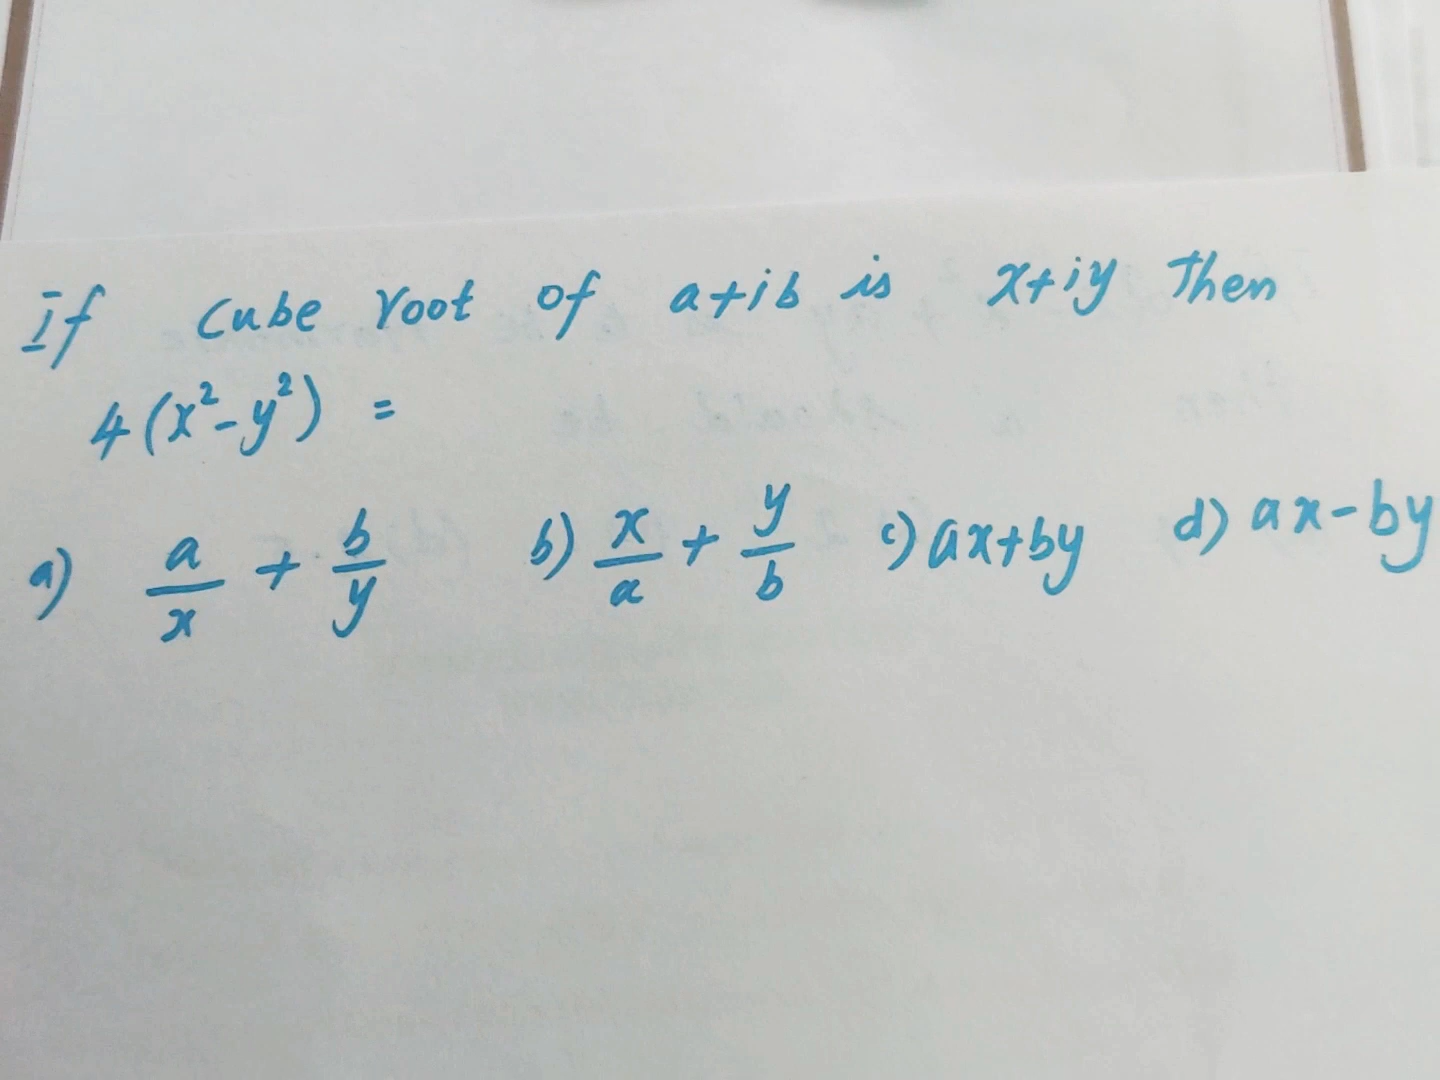 If cube root of a+ib is x+iy Then
4(x²-y²) =
a) a/x + b/y b) x/a + y/b c) ax+by d) ax-by